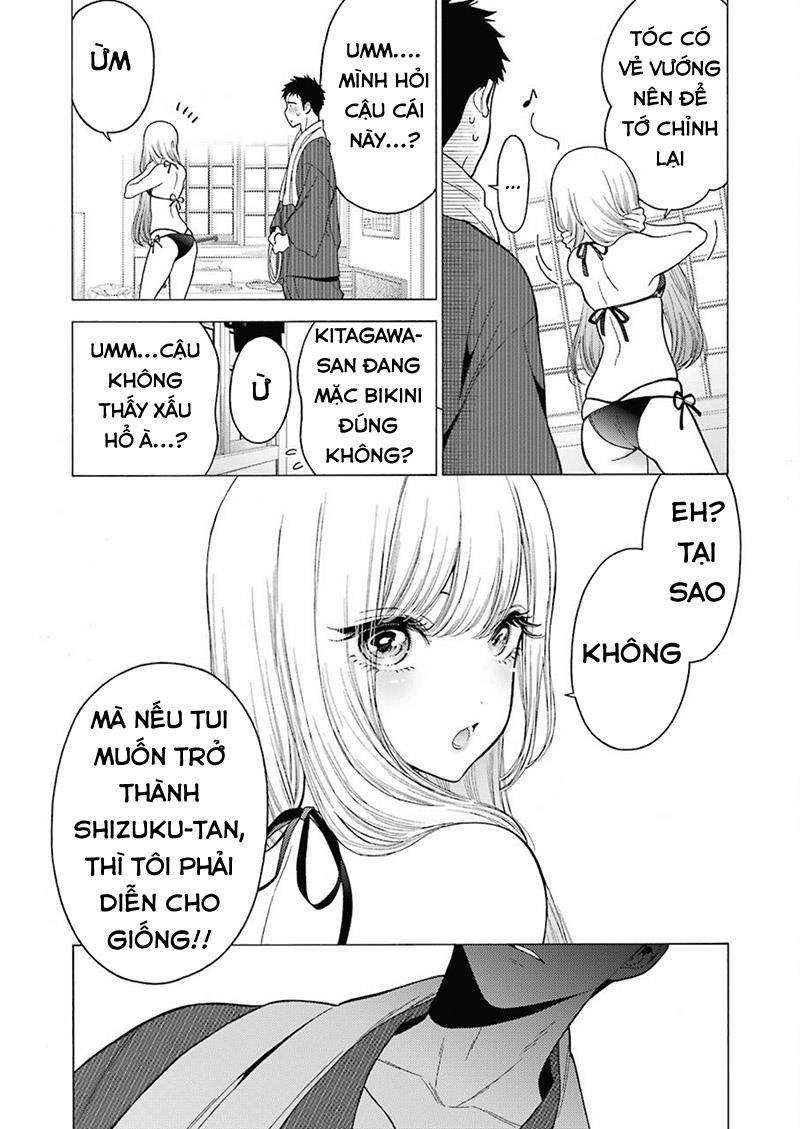 TÓC CÓ
VẺ VƯỚNG
NÊN ĐỂ
TỚ CHỈNH
LẠI
...
UMM....
MÌNH HỎI
CẬU CÁI
NÀY...?
ỪM
KITAGAWA-
SAN ĐANG
MẶC BIKINI
ĐÚNG
KHÔNG?
Ừ
UMM...CẬU
KHÔNG
THẤY XẤU
HỔ À...?
EH?
TẠI
SAO
KHÔNG
MÀ NẾU TUI
MUỐN TRỞ
THÀNH
SHIZUKU-TAN,
THÌ TÔI PHẢI
DIỄN CHO
GIỐNG!!